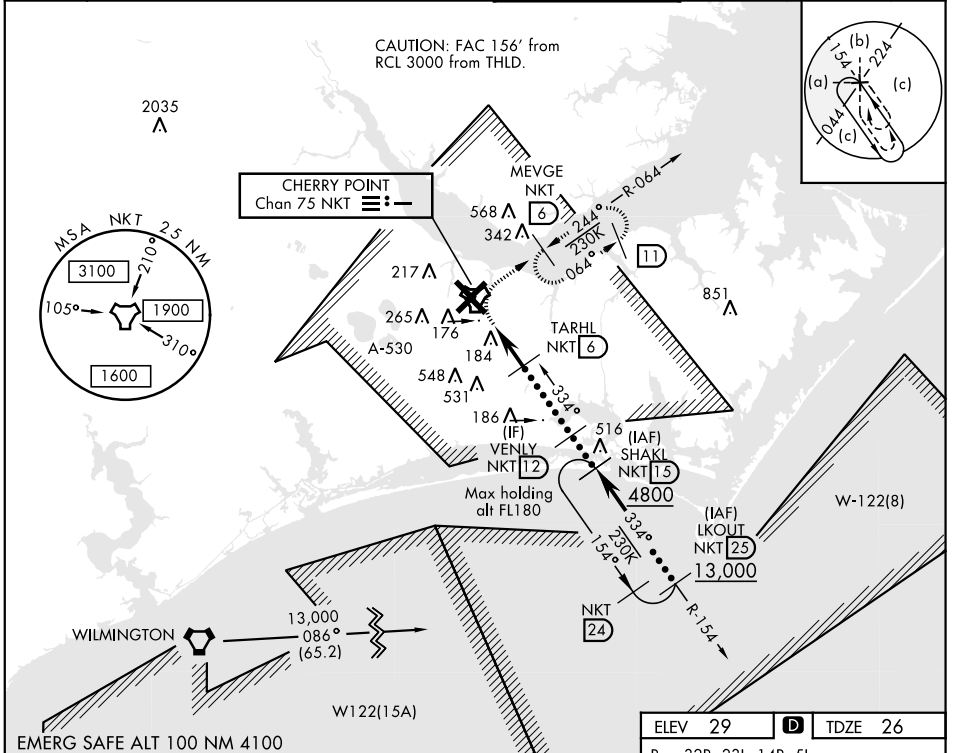 CAUTION: FAC 156' from
RCL 3000 from THLD.
(b)
154
224
(a)
(c)
044
(c)
2035
CHERRY POINT
Chan 75 NKT
MEVGE
NKT 6
R-064
568
342
244°
230K
064°
11
MSA NKT 25 NM
3100
210°
105°
1900
310°
1600
217
265
176
A-530
184
548
531
186
851
TARHL
NKT 6
334°
(IF)
VENLY
NKT 12
516
(IAF)
SHAKL
NKT 15
4800
Max holding
alt FL180
334°
230K
154°
(IAF)
LKOUT
NKT 25
13,000
W-122(8)
NKT
24
R-154
WILMINGTON
13,000
086°
(65.2)
W122(15A)
EMERG SAFE ALT 100 NM 4100
ELEV 29 D TDZE 26